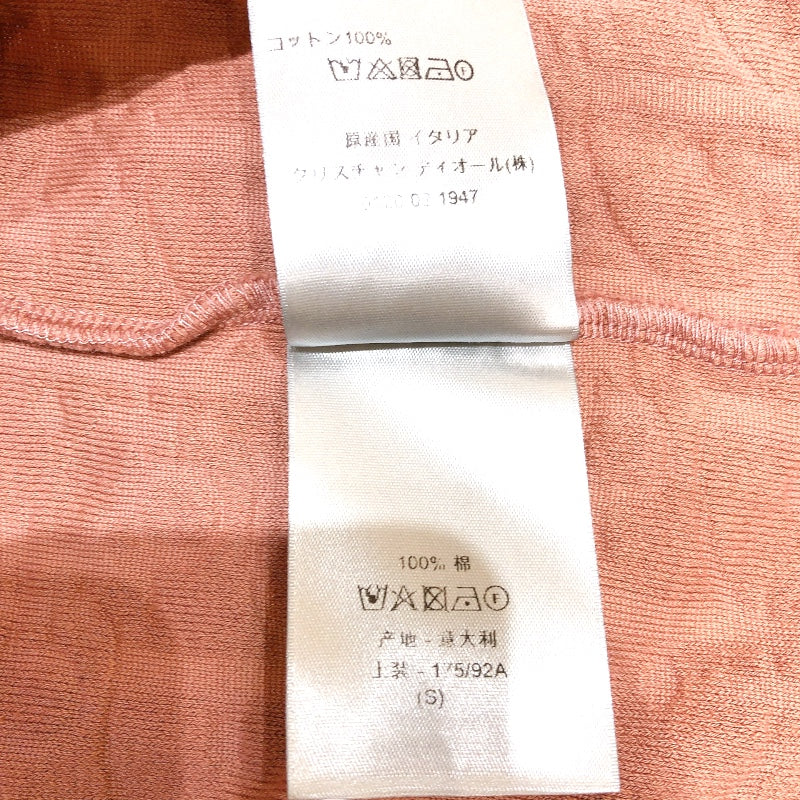 コットン100%
原産国 イタリア
クリスチャン ディオール(株)
1947
100% 棉
产地 - 意大利
上装 - 175/92A
(S)